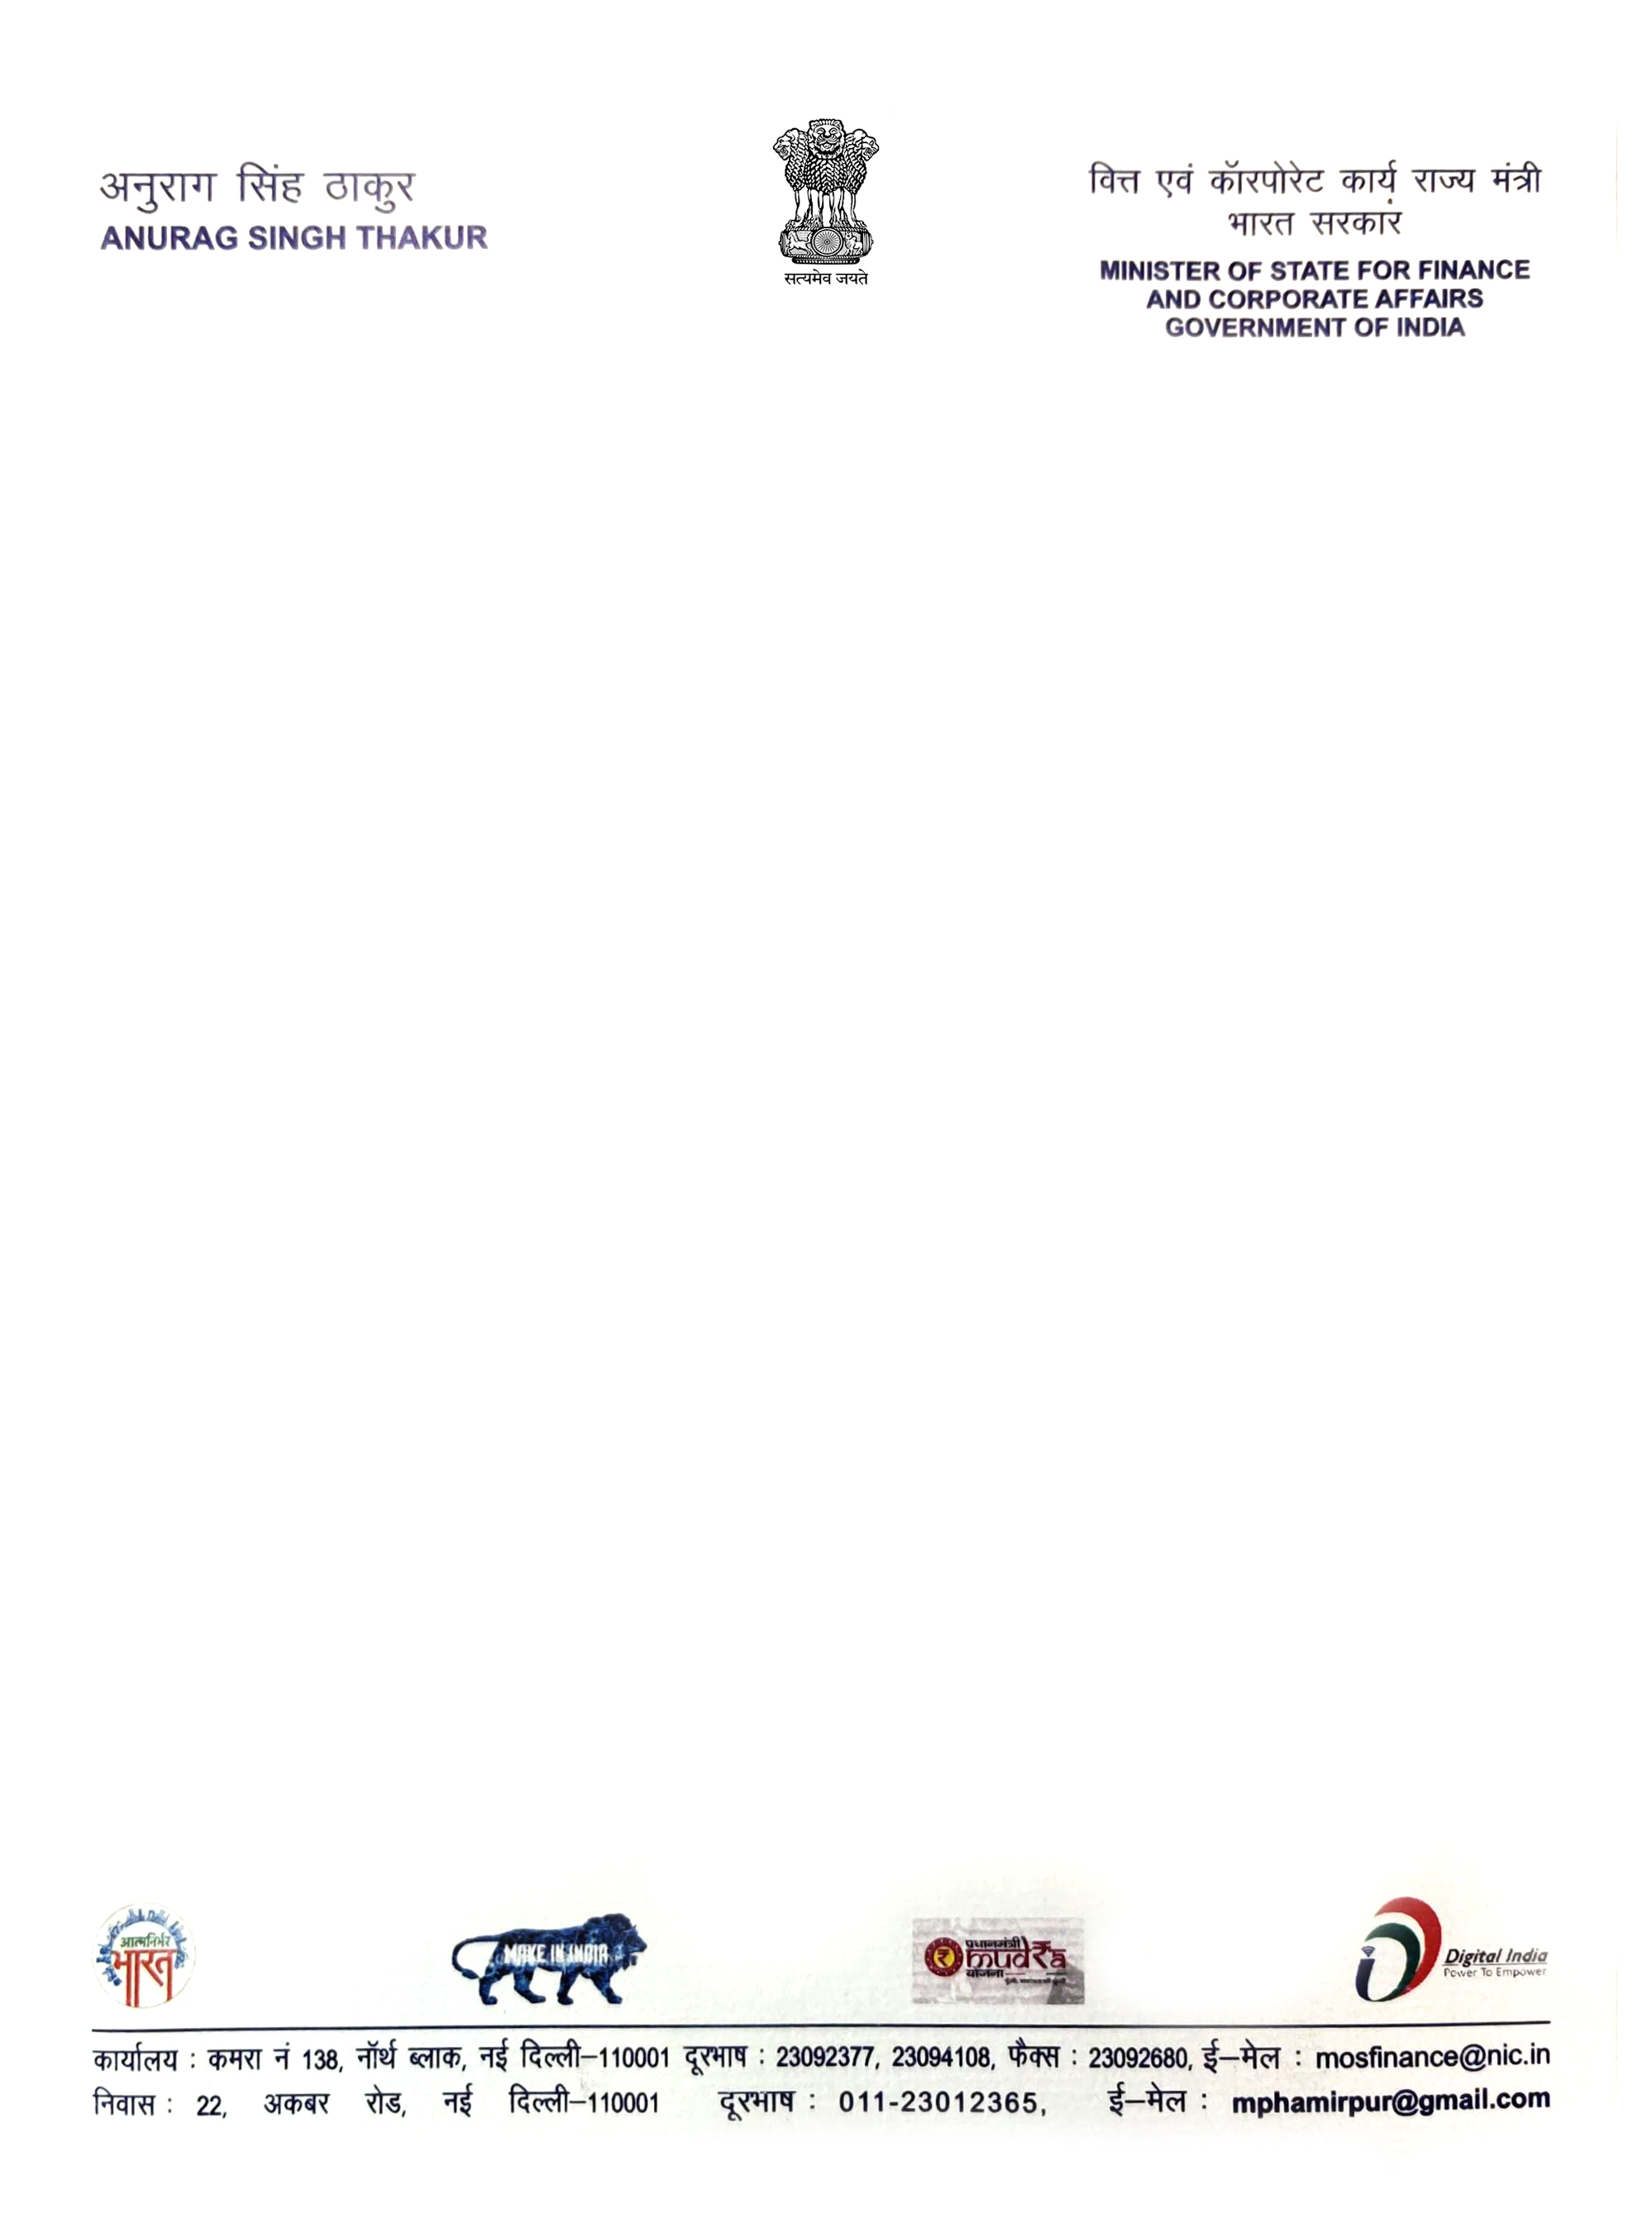 अनुराग सिंह ठाकुर
ANURAG SINGH THAKUR
सत्यमेव जयते
वित्त एवं कॉरपोरेट कार्य राज्य मंत्री
भारत सरकार
MINISTER OF STATE FOR FINANCE
AND CORPORATE AFFAIRS
GOVERNMENT OF INDIA
आत्मनिर्भर
भारत
MAKE IN INDIA
प्रधानमंत्री
mudra
योजना
Digital India
Power To Empower
कार्यालय : कमरा नं 138, नॉर्थ ब्लाक, नई दिल्ली–110001 दूरभाष : 23092377, 23094108, फैक्स : 23092680, ई–मेल : mosfinance@nic.in
निवास : 22, अकबर रोड, नई दिल्ली–110001 दूरभाष : 011-23012365, ई–मेल : mphamirpur@gmail.com